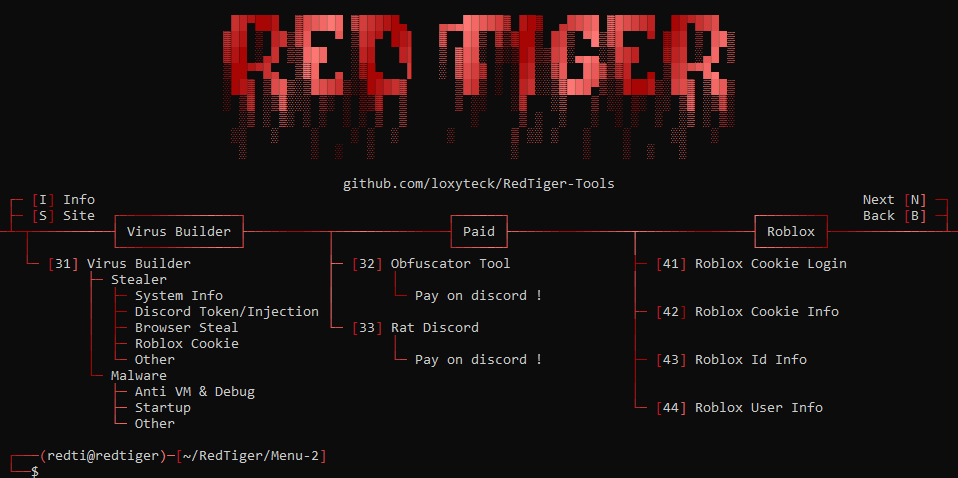 RED TIGER
github.com/loxyteck/RedTiger-Tools
[I] Info
Next [N]
[S] Site
Back [B]
Virus Builder
Paid
Roblox
[31] Virus Builder
[32] Obfuscator Tool
[41] Roblox Cookie Login
Stealer
System Info
Pay on discord !
Discord Token/Injection
[42] Roblox Cookie Info
Browser Steal
[33] Rat Discord
Roblox Cookie
Other
Pay on discord !
[43] Roblox Id Info
Malware
Anti VM & Debug
Startup
[44] Roblox User Info
Other
(redti@redtiger)-[~/RedTiger/Menu-2]
$